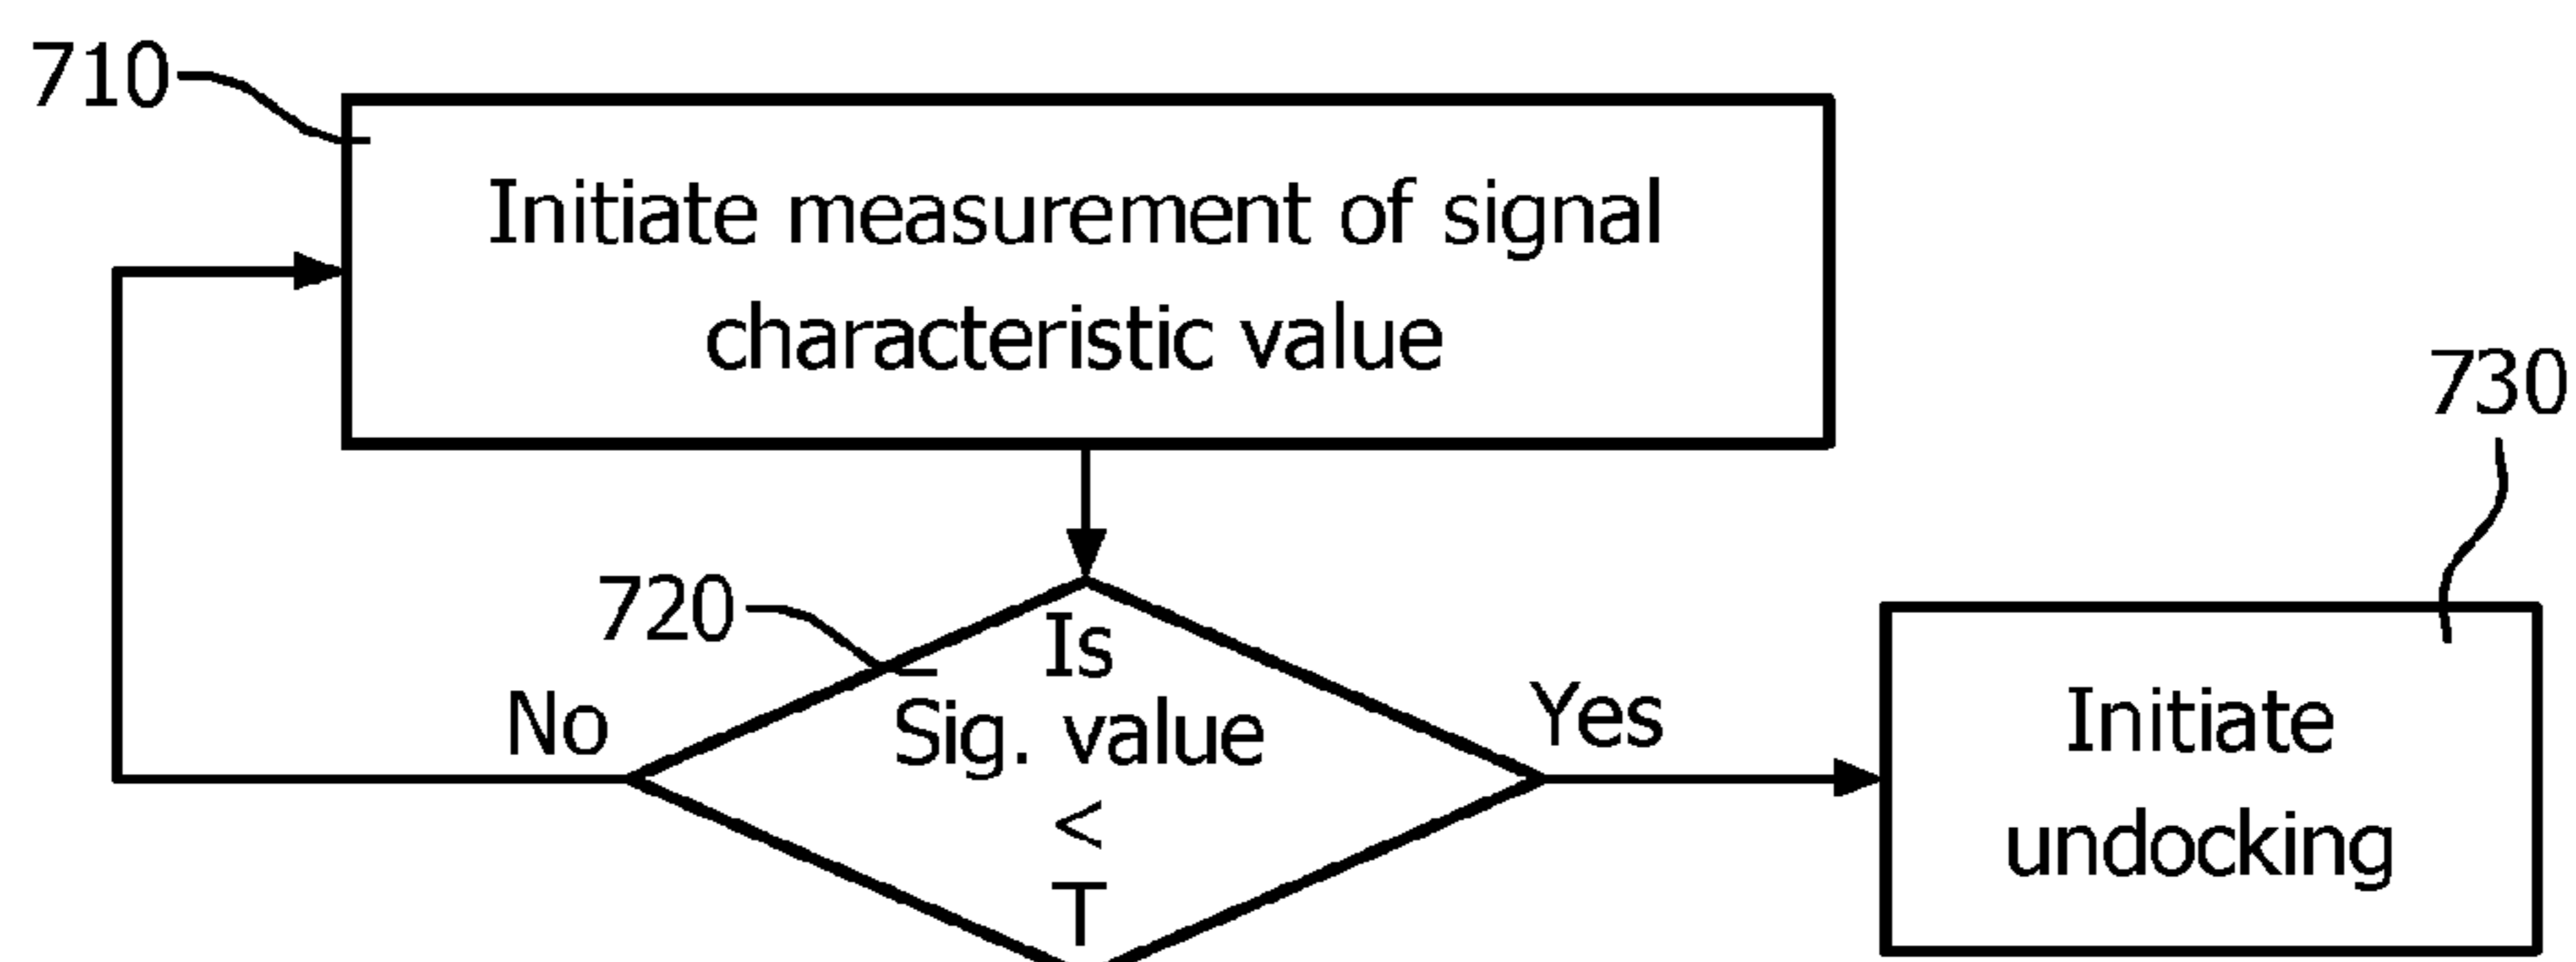 710
Initiate measurement of signal
characteristic value
730
720
Is
No
Sig. value
Yes
<
T
Initiate
undocking